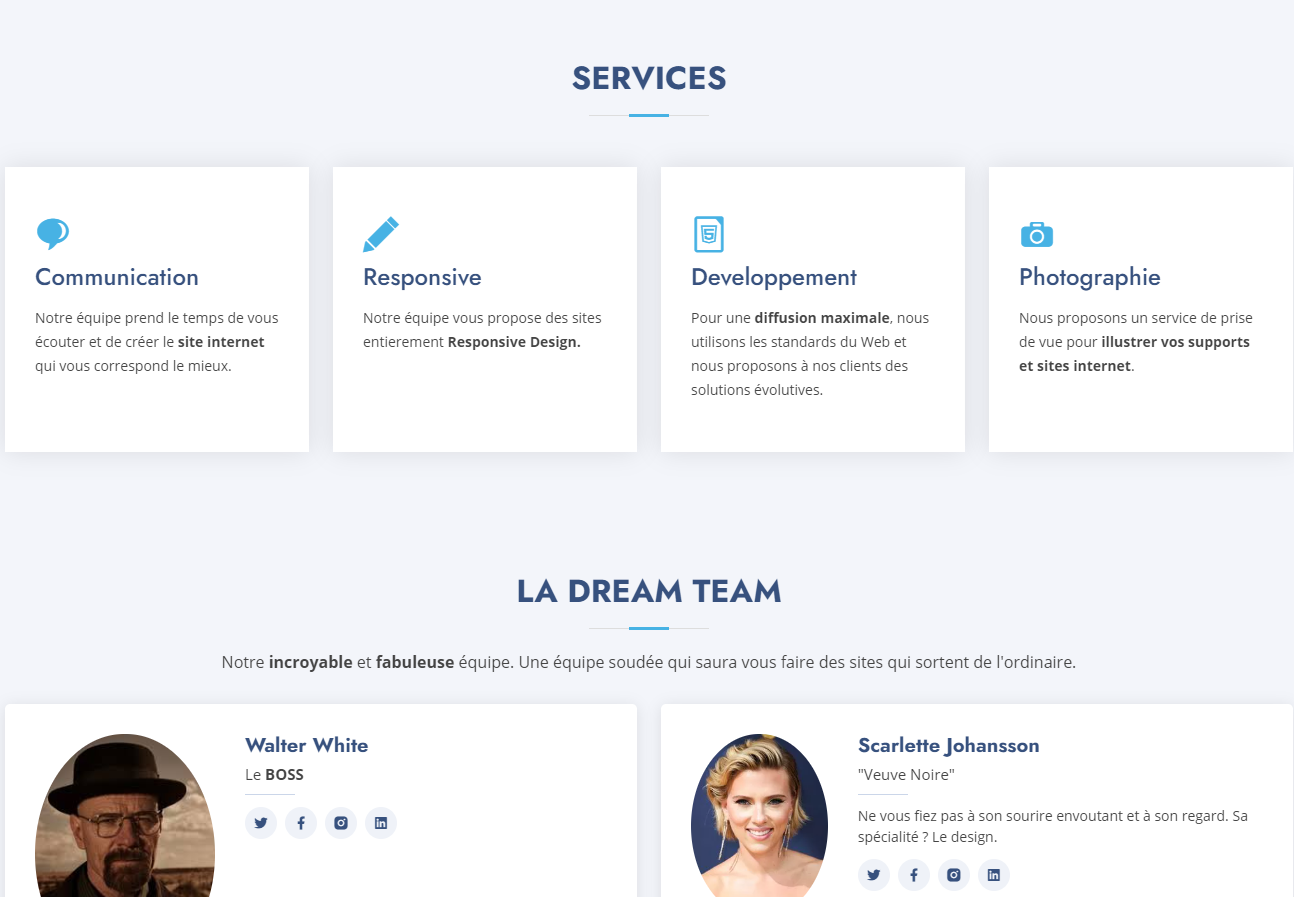 SERVICES
Communication
Notre équipe prend le temps de vous
écouter et de créer le site internet
qui vous correspond le mieux.
Responsive
Notre équipe vous propose des sites
entierement Responsive Design.
Developpement
Pour une diffusion maximale, nous
utilisons les standards du Web et
nous proposons à nos clients des
solutions évolutives.
Photographie
Nous proposons un service de prise
de vue pour illustrer vos supports
et sites internet.
LA DREAM TEAM
Notre incroyable et fabuleuse équipe. Une équipe soudée qui saura vous faire des sites qui sortent de l'ordinaire.
Walter White
Le BOSS
Scarlette Johansson
"Veuve Noire"
Ne vous fiez pas à son sourire envoutant et à son regard. Sa
spécialité ? Le design.